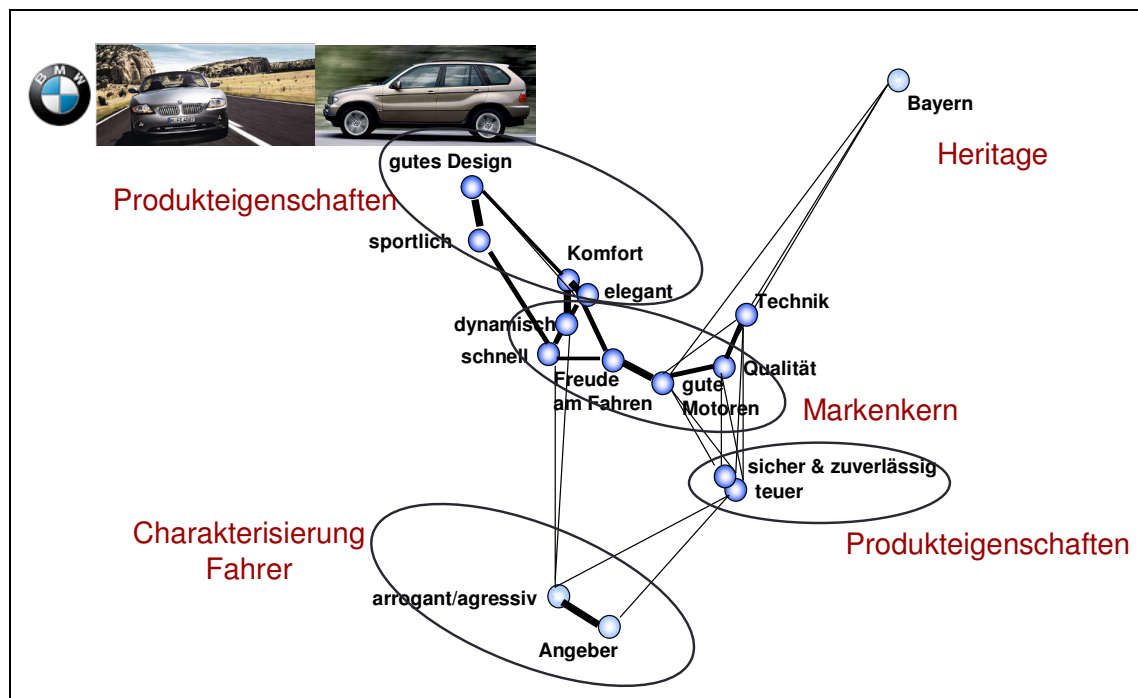 BMW
Bayern
Heritage
gutes Design
Produkteigenschaften
sportlich
Komfort
elegant
Technik
dynamisch
schnell
Qualität
Freude
am Fahren
gute
Motoren
Markenkern
sicher & zuverlässig
teuer
Charakterisierung
Fahrer
Produkteigenschaften
arrogant/agressiv
Angeber